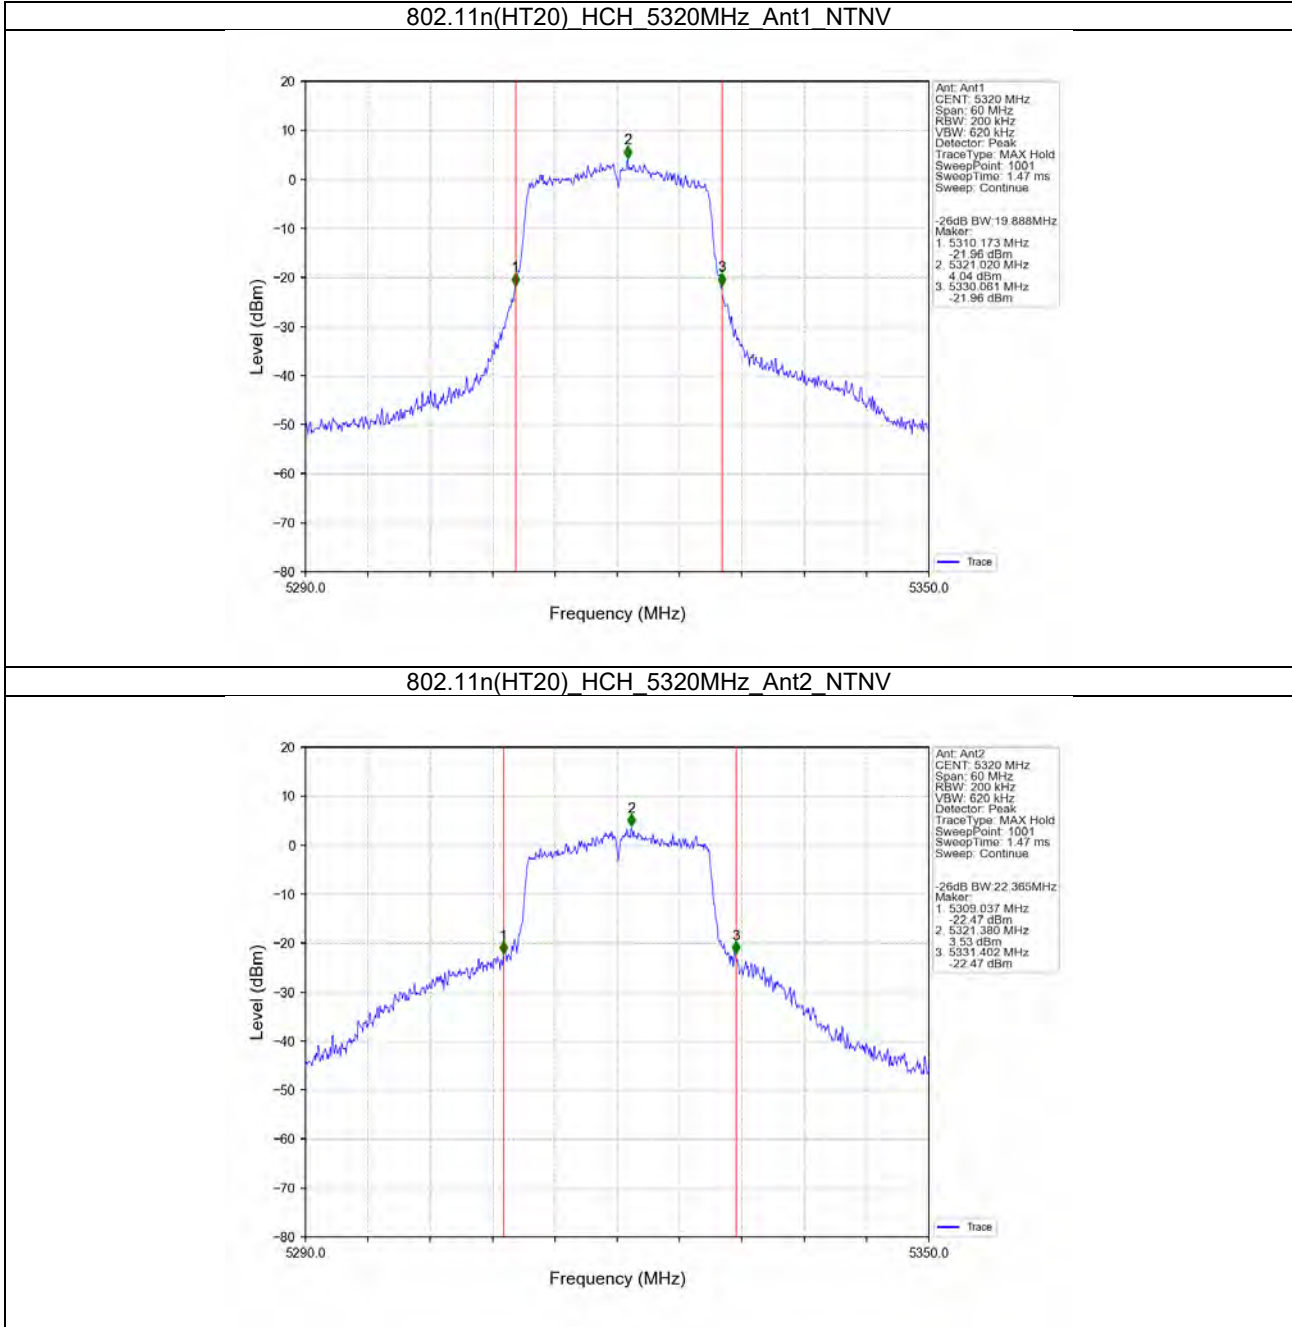 802.11n(HT20)_HCH_5320MHz_Ant1_NTNV
20
10
0
−10
−20
−30
−40
−50
−60
−70
−80
Level (dBm)
1
2
3
5290.0
5350.0
Frequency (MHz)
Ant: Ant1
CENT: 5320 MHz
Span: 60 MHz
RBW: 200 kHz
VBW: 620 kHz
Detector: Peak
TraceType: MAX Hold
SweepPoint: 1001
SweepTime: 1.47 ms
Sweep: Continue
-26dB BW:19.888MHz
Maker:
1. 5310.173 MHz
-21.96 dBm
2. 5321.020 MHz
4.04 dBm
3. 5330.061 MHz
-21.96 dBm
Trace
802.11n(HT20)_HCH_5320MHz_Ant2_NTNV
20
10
0
−10
−20
−30
−40
−50
−60
−70
−80
Level (dBm)
1
2
3
5290.0
5350.0
Frequency (MHz)
Ant: Ant2
CENT: 5320 MHz
Span: 60 MHz
RBW: 200 kHz
VBW: 620 kHz
Detector: Peak
TraceType: MAX Hold
SweepPoint: 1001
SweepTime: 1.47 ms
Sweep: Continue
-26dB BW:22.365MHz
Maker:
1. 5309.037 MHz
-22.47 dBm
2. 5321.380 MHz
3.53 dBm
3. 5331.402 MHz
-22.47 dBm
Trace